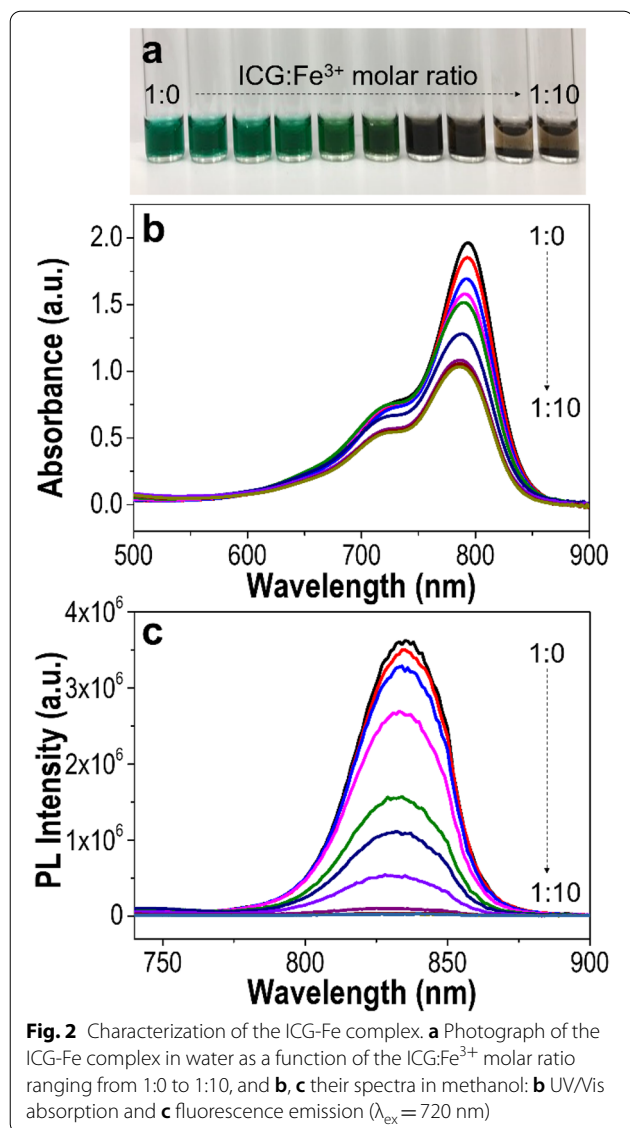 a
ICG:Fe³⁺ molar ratio
1:0
1:10
b
2.0
1.5
1.0
0.5
0.0
Absorbance (a.u.)
1:0
1:10
500
600
700
800
900
Wavelength (nm)
c
4x10⁶
3x10⁶
2x10⁶
1x10⁶
0
PL Intensity (a.u.)
1:0
1:10
750
800
850
900
Wavelength (nm)
Fig. 2 Characterization of the ICG-Fe complex. a Photograph of the
ICG-Fe complex in water as a function of the ICG:Fe³⁺ molar ratio
ranging from 1:0 to 1:10, and b, c their spectra in methanol: b UV/Vis
absorption and c fluorescence emission (λex = 720 nm)